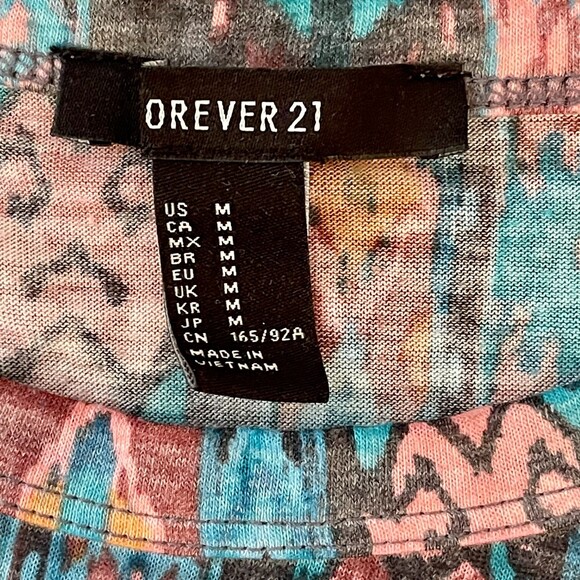 OREVER 21
US M
CA M
MX M
BR M
EU M
UK M
KR M
JP M
CN 165/92A
MADE IN
VIETNAM